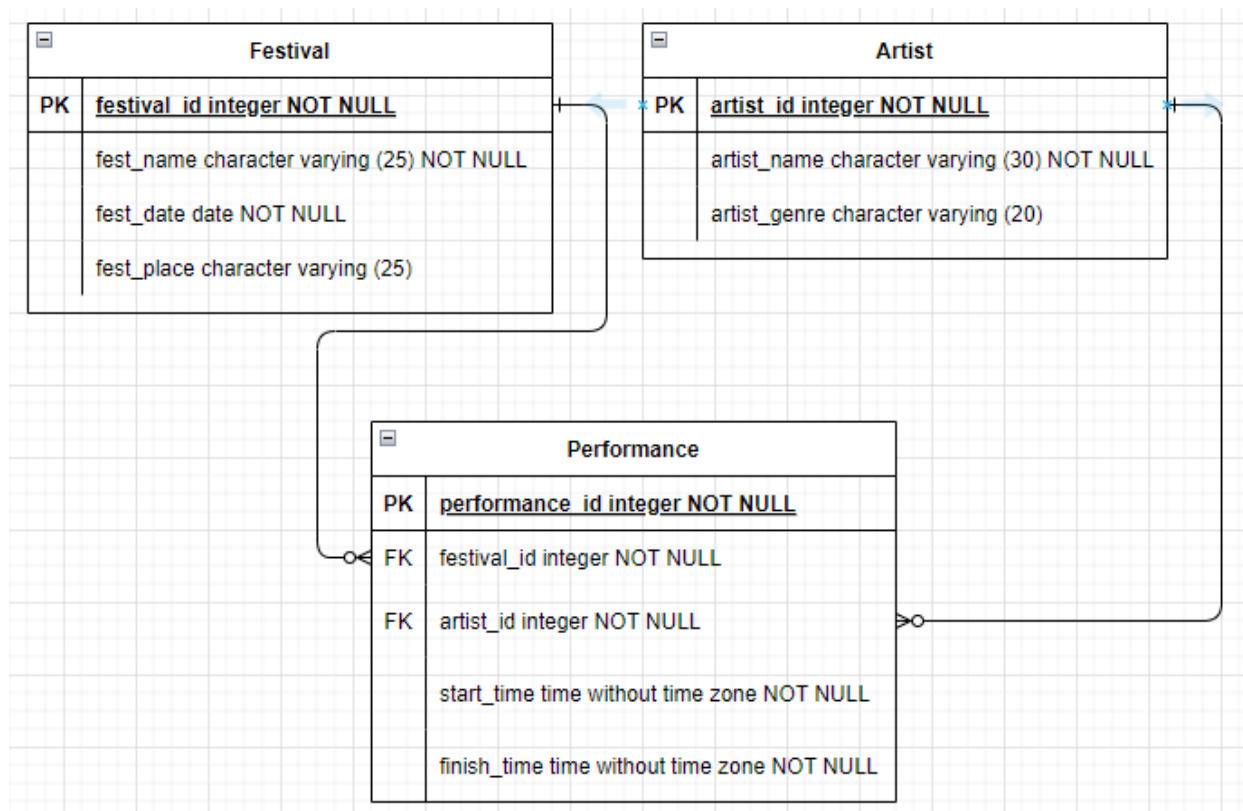 Festival
PK festival_id integer NOT NULL
fest_name character varying (25) NOT NULL
fest_date date NOT NULL
fest_place character varying (25)
Artist
PK artist_id integer NOT NULL
artist_name character varying (30) NOT NULL
artist_genre character varying (20)
Performance
PK performance_id integer NOT NULL
FK festival_id integer NOT NULL
FK artist_id integer NOT NULL
start_time time without time zone NOT NULL
finish_time time without time zone NOT NULL